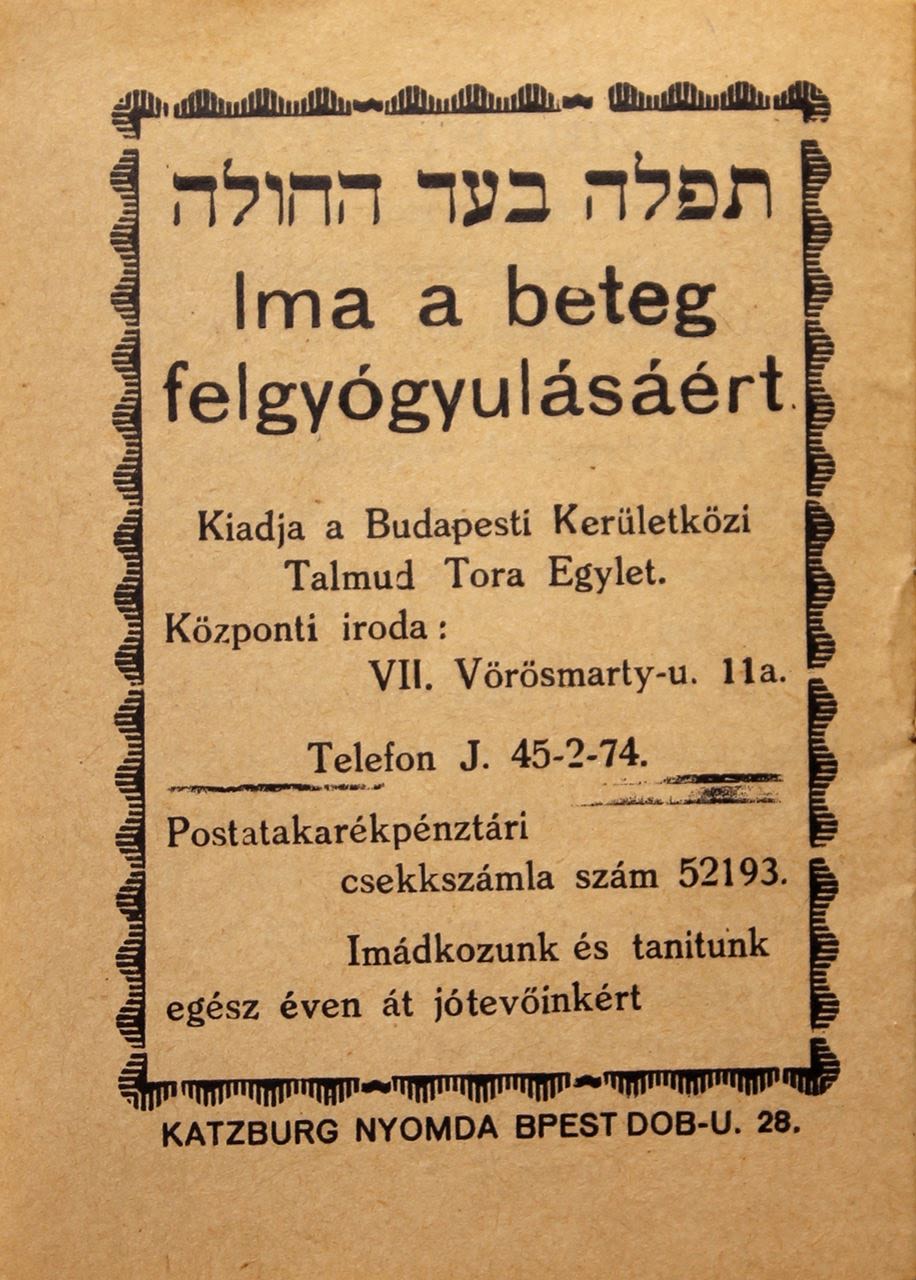 תפלה בעד החולה
Ima a beteg
felgyógyulásáért.
Kiadja a Budapesti Kerületközi
Talmud Tora Egylet.
Központi iroda:
VII. Vörösmarty-u. 11a.
Telefon J. 45-2-74.
Postatakarékpénztári
csekkszámla szám 52193.
Imádkozunk és tanitunk
egész éven át jótevőinkért
KATZBURG NYOMDA BPEST DOB-U. 28.